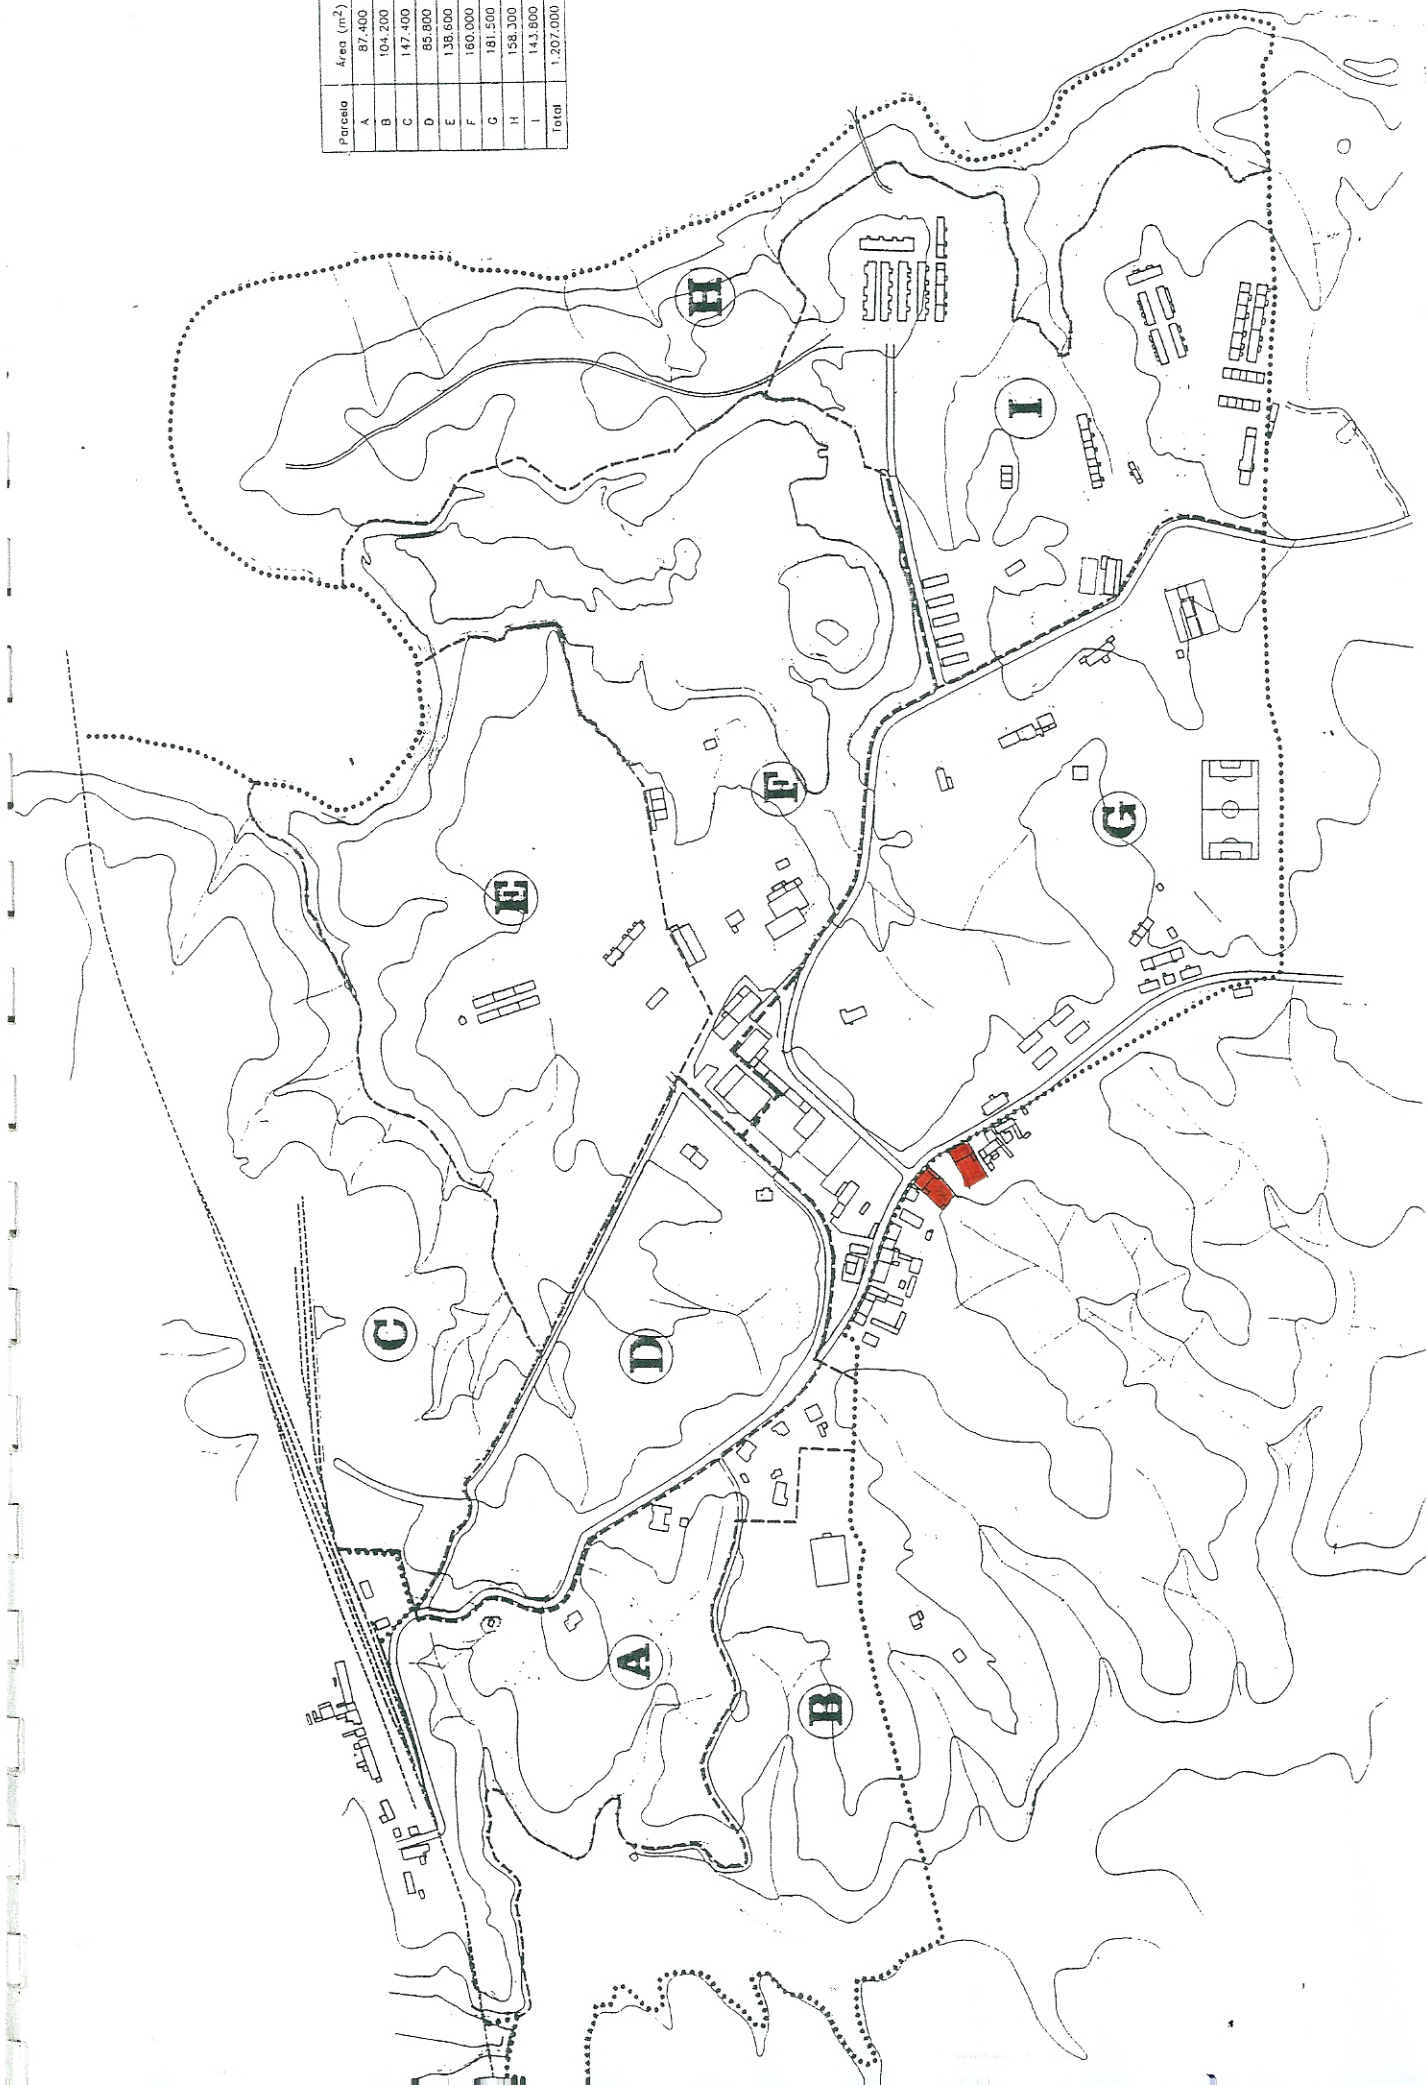 Parcela Área (m²)
A 87.400
B 104.200
C 147.400
D 85.800
E 138.600
F 160.000
G 181.500
H 158.300
I 143.800
Total 1.207.000
H
I
E
F
G
C
D
A
B